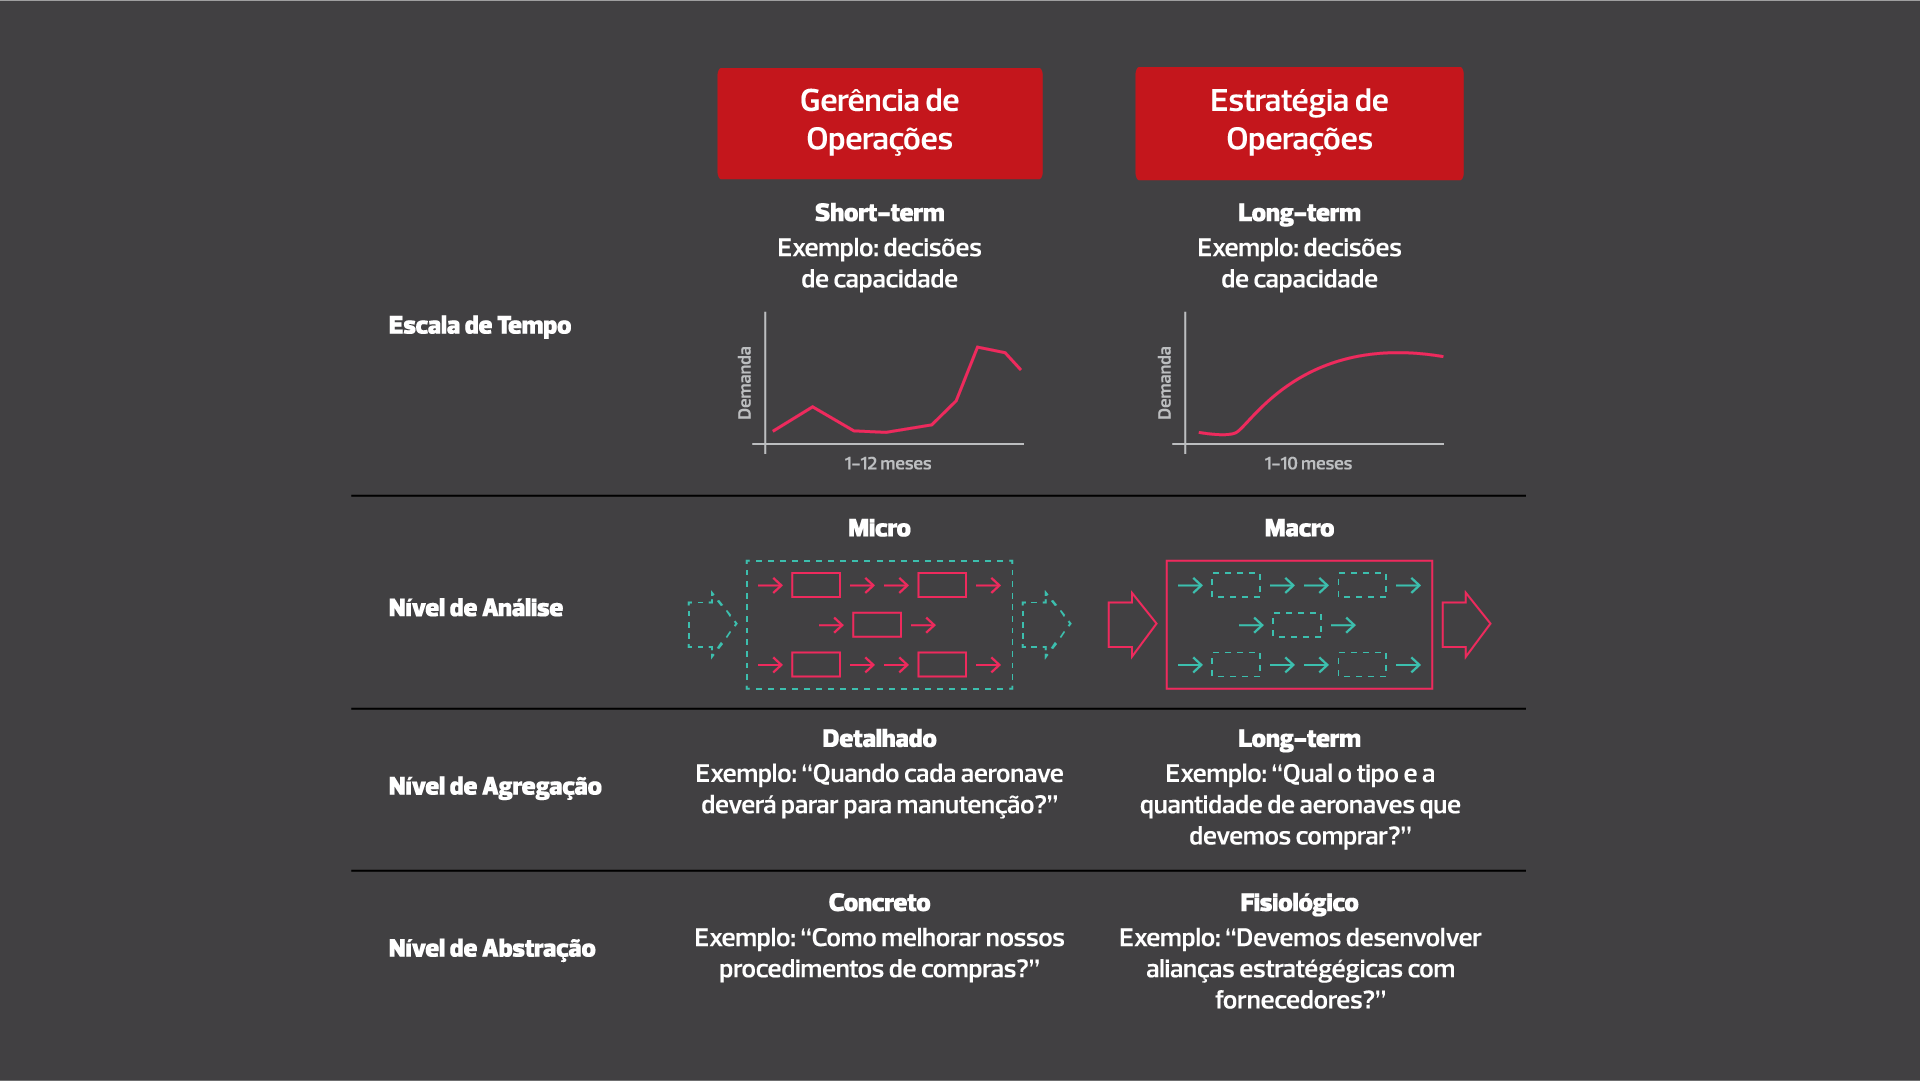 Gerência de
Operações
Estratégia de
Operações
Short-term
Exemplo: decisões
de capacidade
Long-term
Exemplo: decisões
de capacidade
Escala de Tempo
Demanda
1-12 meses
Demanda
1-10 meses
Micro
Macro
Nível de Análise
Detalhado
Exemplo: “Quando cada aeronave
deverá parar para manutenção?”
Long-term
Exemplo: “Qual o tipo e a
quantidade de aeronaves que
devemos comprar?”
Nível de Agregação
Concreto
Exemplo: “Como melhorar nossos
procedimentos de compras?”
Fisiológico
Exemplo: “Devemos desenvolver
alianças estratégégicas com
fornecedores?”
Nível de Abstração